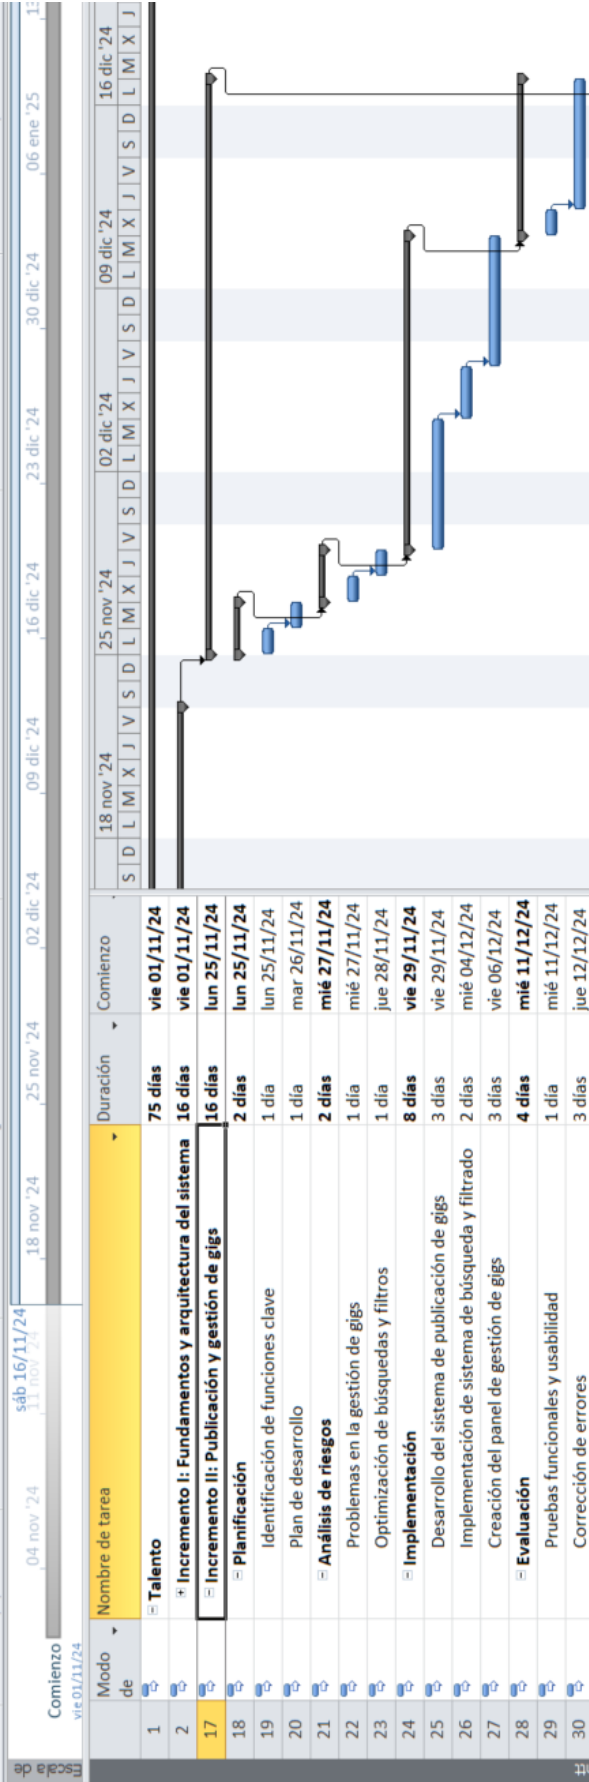 sáb 16/11/24
04 nov '24 11 nov '24 18 nov '24 25 nov '24 02 dic '24 09 dic '24 16 dic '24 23 dic '24 30 dic '24 06 ene '25 13
Comienzo
vie 01/11/24
Escala de
Modo de Nombre de tarea Duración Comienzo
18 nov '24 25 nov '24 02 dic '24 09 dic '24 16 dic '24
S D L M X J V S D L M X J V S D L M X J V S D L M X J V S D L M X J
1 Talento 75 días vie 01/11/24
2 Incremento I: Fundamentos y arquitectura del sistema 16 días vie 01/11/24
17 Incremento II: Publicación y gestión de gigs 16 días lun 25/11/24
18 Planificación 2 días lun 25/11/24
19 Identificación de funciones clave 1 día lun 25/11/24
20 Plan de desarrollo 1 día mar 26/11/24
21 Análisis de riesgos 2 días mié 27/11/24
22 Problemas en la gestión de gigs 1 día mié 27/11/24
23 Optimización de búsquedas y filtros 1 día jue 28/11/24
24 Implementación 8 días vie 29/11/24
25 Desarrollo del sistema de publicación de gigs 3 días vie 29/11/24
26 Implementación de sistema de búsqueda y filtrado 2 días mié 04/12/24
27 Creación del panel de gestión de gigs 3 días vie 06/12/24
28 Evaluación 4 días mié 11/12/24
29 Pruebas funcionales y usabilidad 1 día mié 11/12/24
30 Corrección de errores 3 días jue 12/12/24